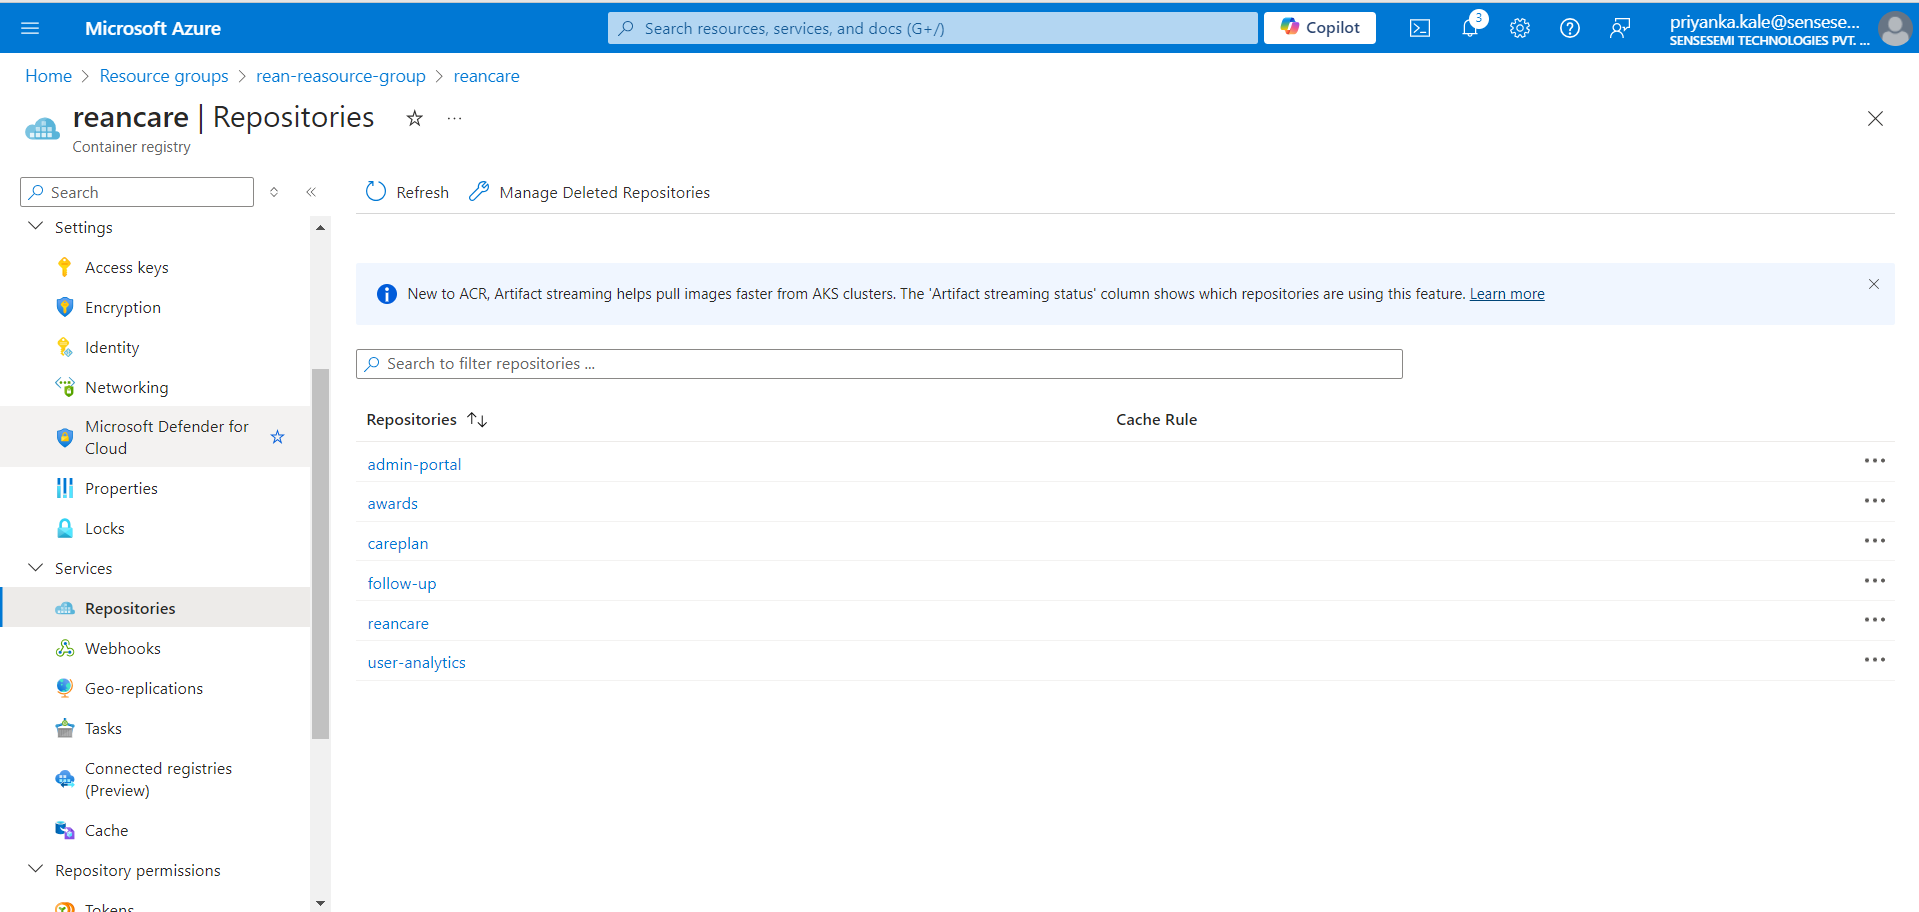 Microsoft Azure
Search resources, services, and docs (G+/)
Copilot
3
priyanka.kale@sensese...
SENSESEMI TECHNOLOGIES PVT. ...
Home > Resource groups > rean-reasource-group > reancare
reancare | Repositories
Container registry
Search
Refresh
Manage Deleted Repositories
Settings
Access keys
Encryption
Identity
Networking
Microsoft Defender for
Cloud
Properties
Locks
Services
Repositories
Webhooks
Geo-replications
Tasks
Connected registries
(Preview)
Cache
Repository permissions
Tokens
New to ACR, Artifact streaming helps pull images faster from AKS clusters. The 'Artifact streaming status' column shows which repositories are using this feature. Learn more
Search to filter repositories ...
Repositories
Cache Rule
admin-portal
awards
careplan
follow-up
reancare
user-analytics